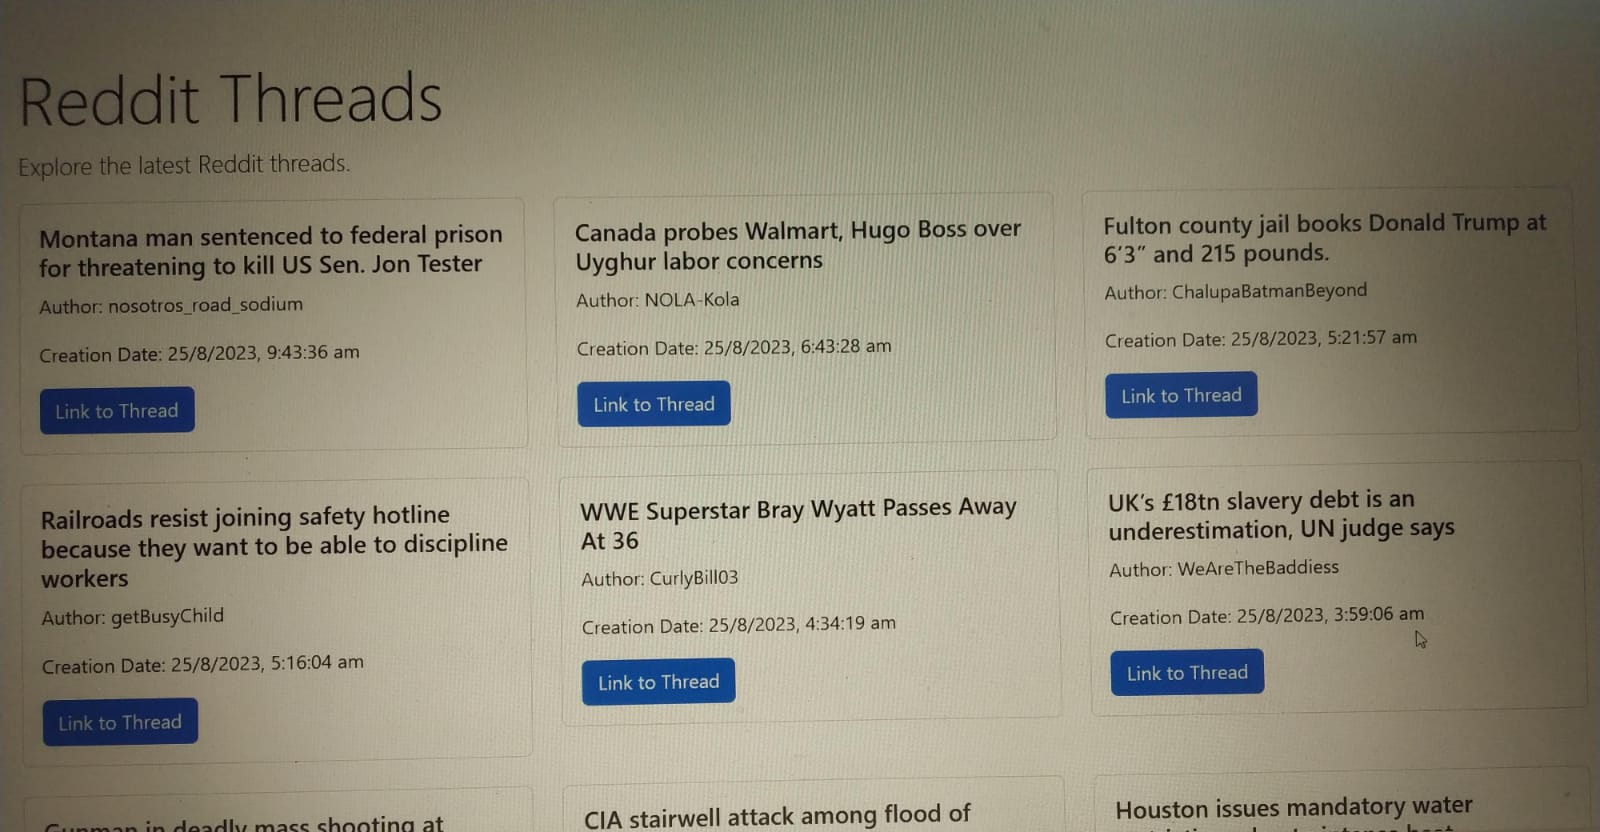 Reddit Threads
Explore the latest Reddit threads.
Montana man sentenced to federal prison
for threatening to kill US Sen. Jon Tester
Author: nosotros_road_sodium
Creation Date: 25/8/2023, 9:43:36 am
Link to Thread
Canada probes Walmart, Hugo Boss over
Uyghur labor concerns
Author: NOLA-Kola
Creation Date: 25/8/2023, 6:43:28 am
Link to Thread
Fulton county jail books Donald Trump at
6’3” and 215 pounds.
Author: ChalupaBatmanBeyond
Creation Date: 25/8/2023, 5:21:57 am
Link to Thread
Railroads resist joining safety hotline
because they want to be able to discipline
workers
Author: getBusyChild
Creation Date: 25/8/2023, 5:16:04 am
Link to Thread
WWE Superstar Bray Wyatt Passes Away
At 36
Author: CurlyBill03
Creation Date: 25/8/2023, 4:34:19 am
Link to Thread
UK’s £18tn slavery debt is an
underestimation, UN judge says
Author: WeAreTheBaddiess
Creation Date: 25/8/2023, 3:59:06 am
Link to Thread
Gunman in deadly mass shooting at
CIA stairwell attack among flood of
Houston issues mandatory water